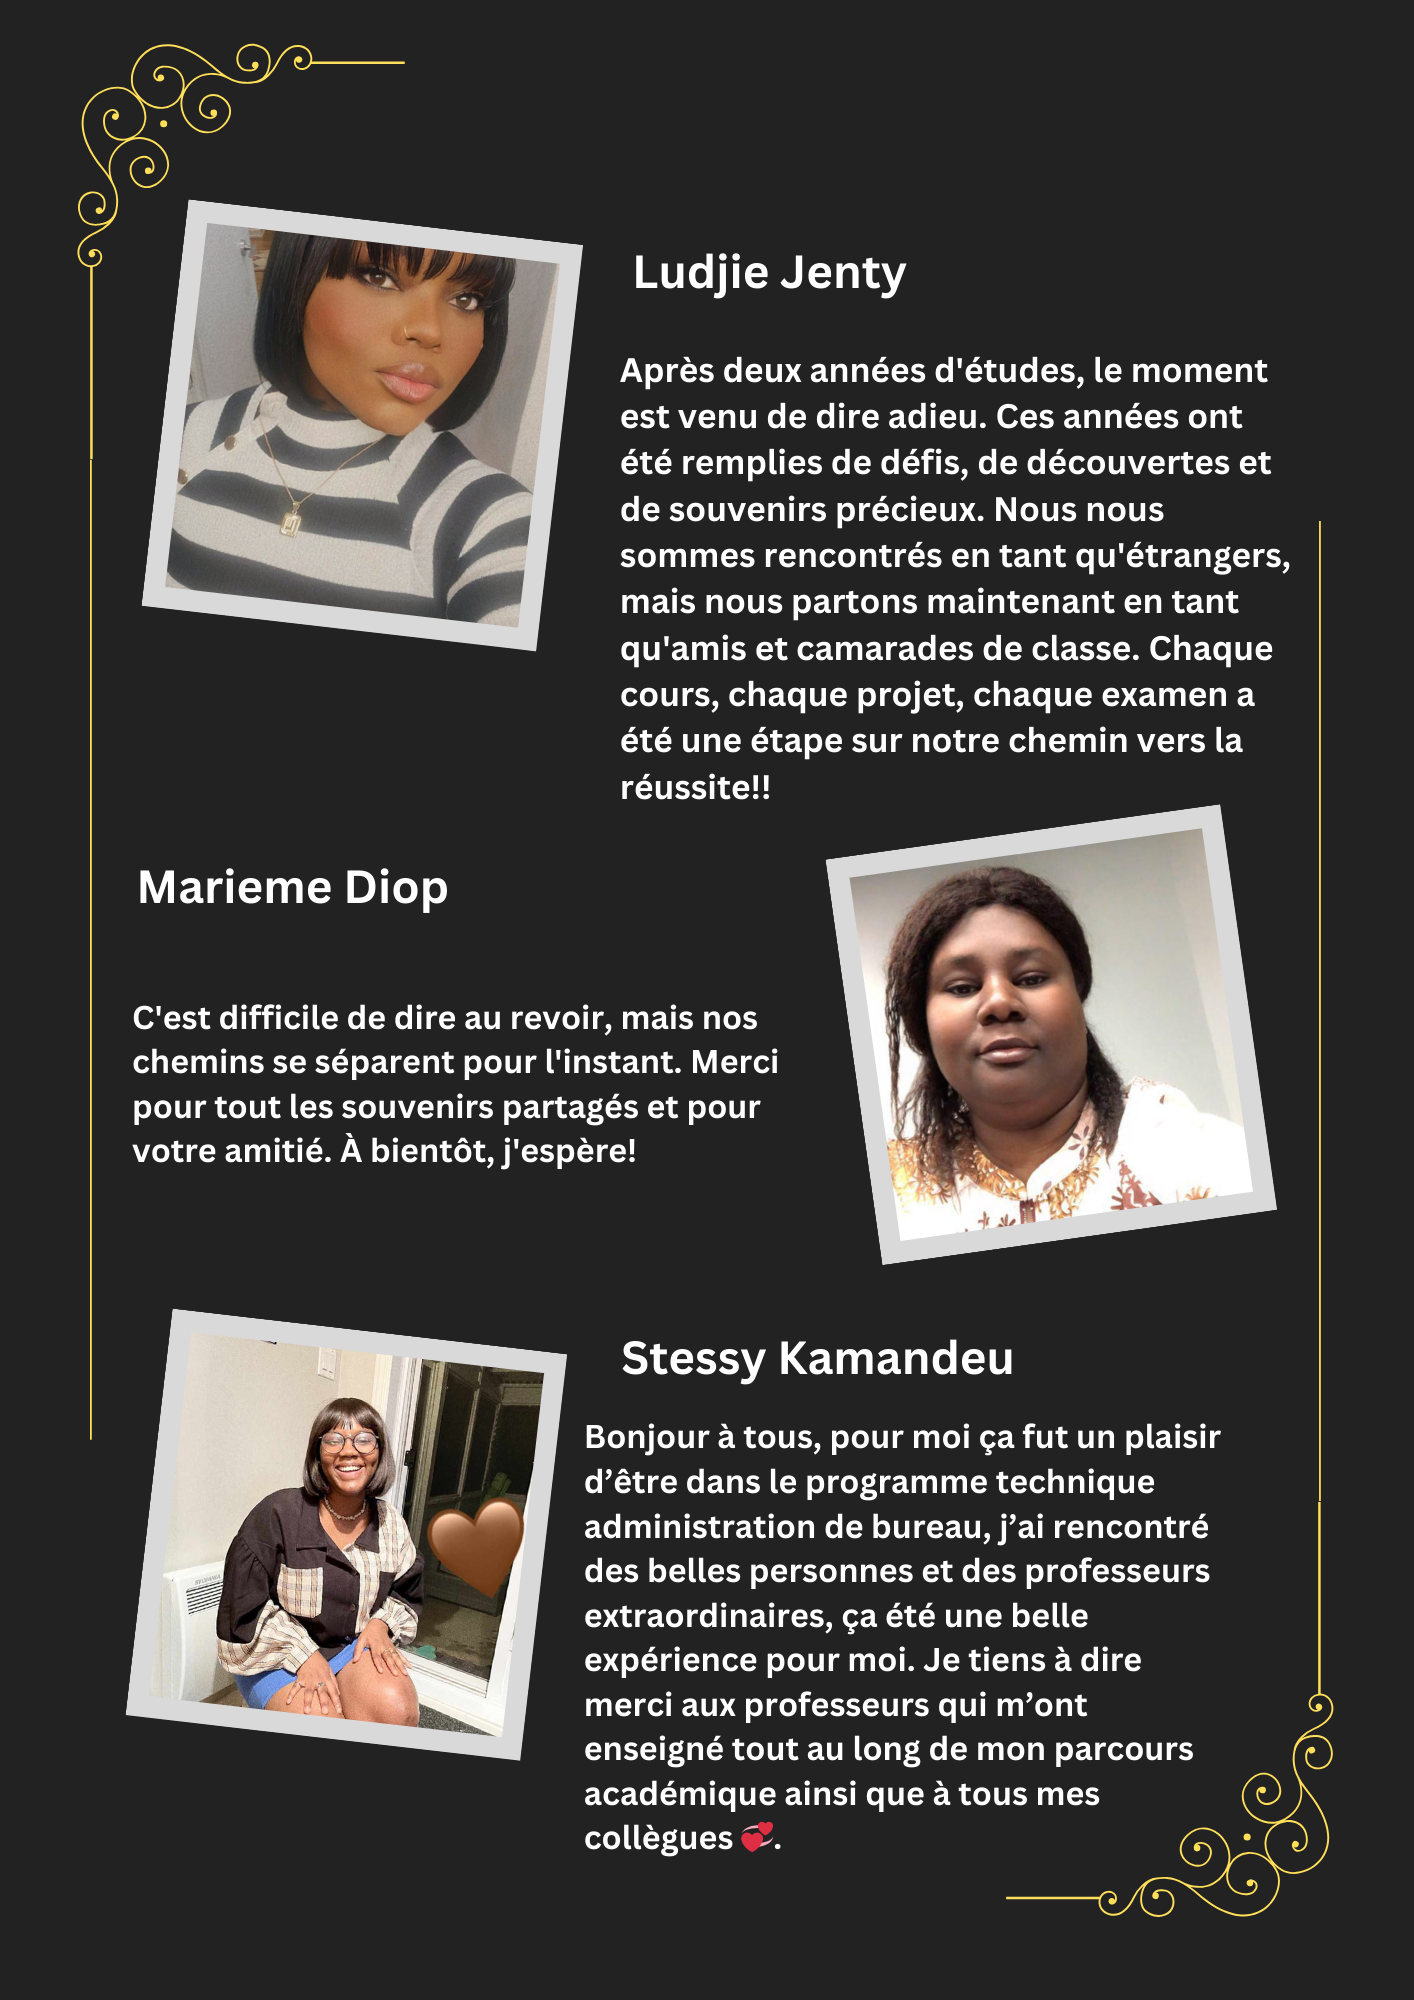 Ludjie Jenty
Après deux années d'études, le moment
est venu de dire adieu. Ces années ont
été remplies de défis, de découvertes et
de souvenirs précieux. Nous nous
sommes rencontrés en tant qu'étrangers,
mais nous partons maintenant en tant
qu'amis et camarades de classe. Chaque
cours, chaque projet, chaque examen a
été une étape sur notre chemin vers la
réussite!!
Marieme Diop
C'est difficile de dire au revoir, mais nos
chemins se séparent pour l'instant. Merci
pour tout les souvenirs partagés et pour
votre amitié. À bientôt, j'espère!
Stessy Kamandeu
Bonjour à tous, pour moi ça fut un plaisir
d’être dans le programme technique
administration de bureau, j’ai rencontré
des belles personnes et des professeurs
extraordinaires, ça été une belle
expérience pour moi. Je tiens à dire
merci aux professeurs qui m’ont
enseigné tout au long de mon parcours
académique ainsi que à tous mes
collègues 💞.